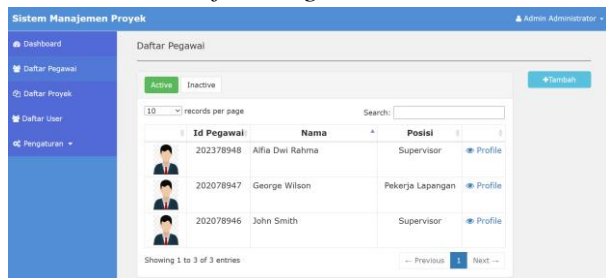 Sistem Manajemen Proyek
Admin Administrator
Dashboard
Daftar Pegawai
Daftar Proyek
Daftar User
Pengaturan
Daftar Pegawai
Active Inactive
+Tambah
10 records per page
Search:
Id Pegawai Nama Posisi
202378948 Alfia Dwi Rahma Supervisor Profile
202078947 George Wilson Pekerja Lapangan Profile
202078946 John Smith Supervisor Profile
Showing 1 to 3 of 3 entries
← Previous 1 Next →